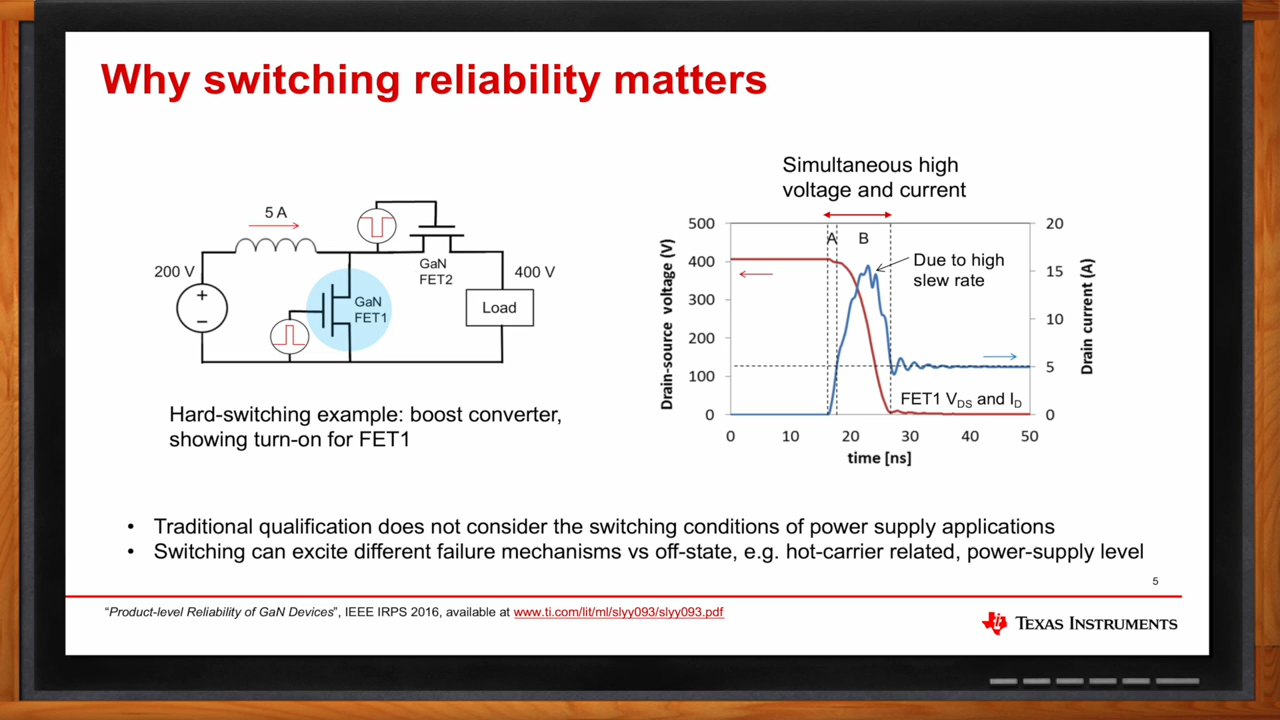 Why switching reliability matters
5 A
200 V
+
–
GaN
FET1
GaN
FET2
400 V
Load
Hard-switching example: boost converter,
showing turn-on for FET1
Simultaneous high
voltage and current
A
B
Due to high
slew rate
FET1 VDS and ID
Drain-source voltage (V)
500
400
300
200
100
0
20
15
10
5
0
Drain current (A)
0 10 20 30 40 50
time [ns]
• Traditional qualification does not consider the switching conditions of power supply applications
• Switching can excite different failure mechanisms vs off-state, e.g. hot-carrier related, power-supply level
5
“Product-level Reliability of GaN Devices”, IEEE IRPS 2016, available at www.ti.com/lit/ml/slyy093/slyy093.pdf
TEXAS INSTRUMENTS